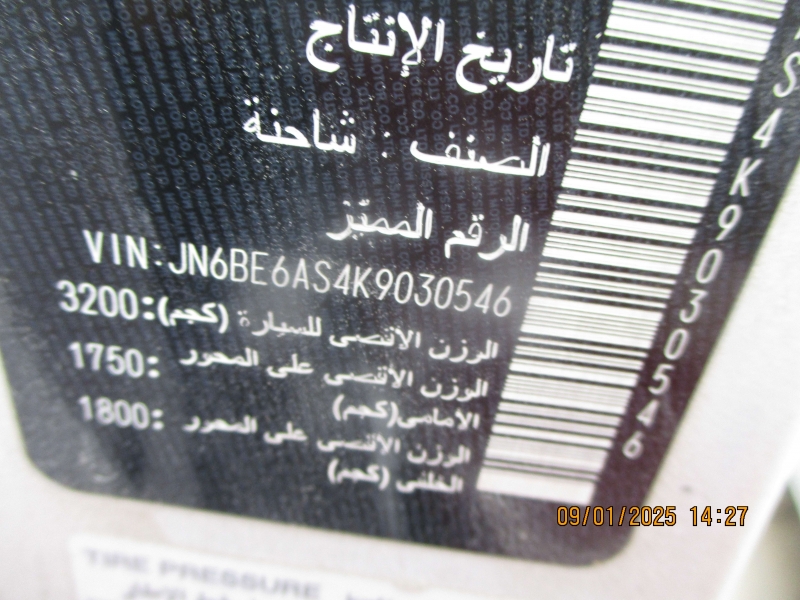 تاريخ الإنتاج
الصنف : شاحنة
الرقم المميّز
VIN:JN6BE6AS4K9030546
الوزن الأقصى للسيارة (كجم):3200
الوزن الأقصى على المحور :1750
الأمامي(كجم)
الوزن الأقصى على المحور :1800
الخلفي (كجم)
S4K9030546
TIRE PRESSURE
09/01/2025 14:27